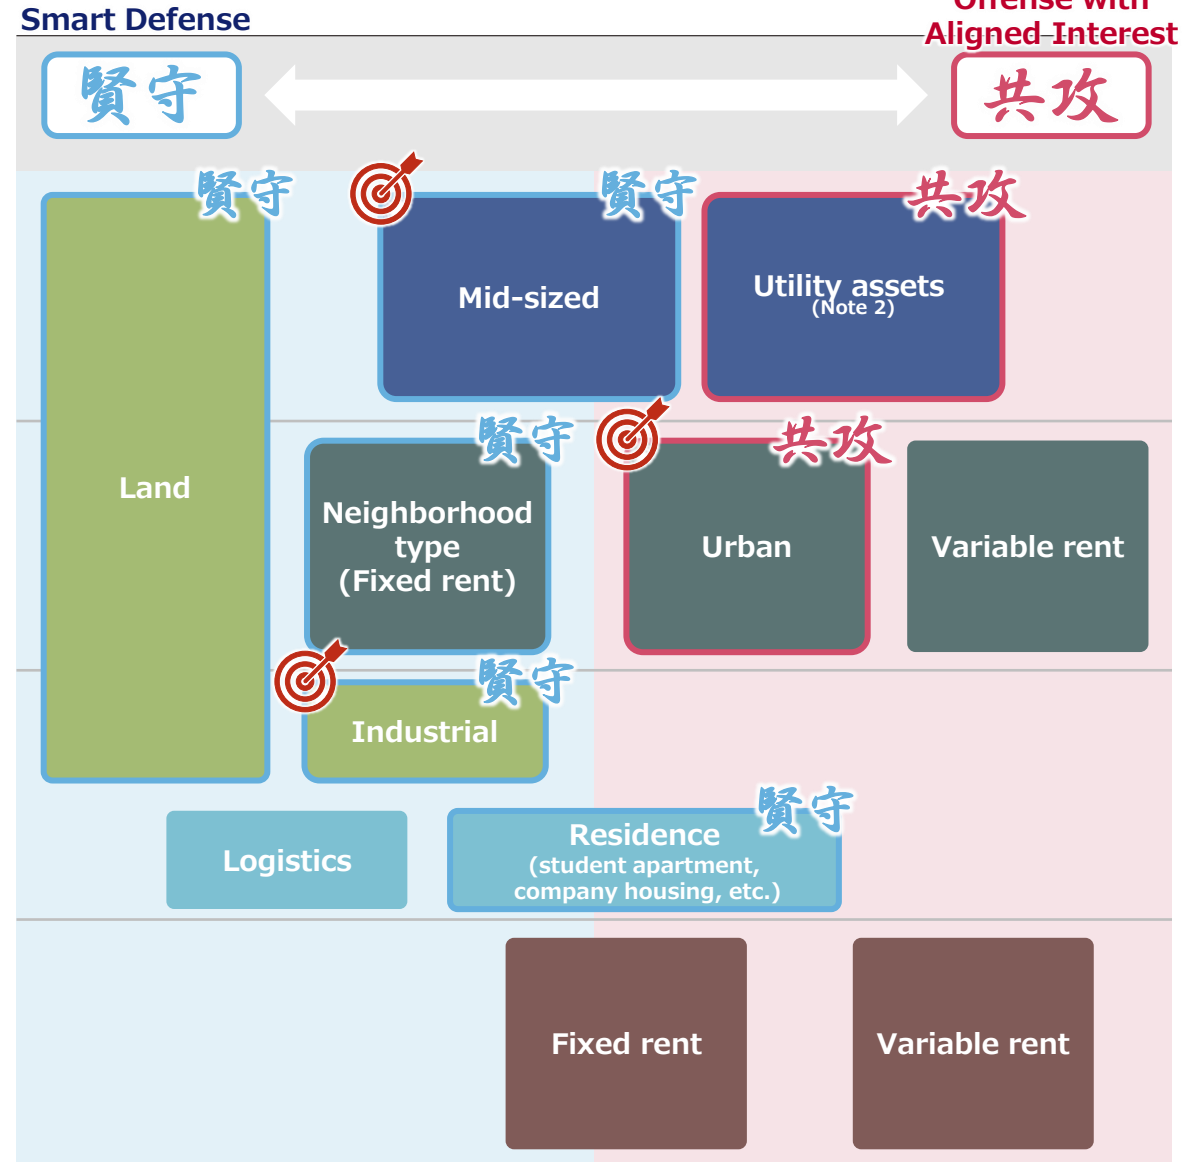 Smart Defense
Offense with
Aligned Interest
賢守
共攻
賢守
賢守
共攻
Mid-sized
Utility assets
(Note 2)
賢守
共攻
Land
Neighborhood
type
(Fixed rent)
Urban
Variable rent
賢守
Industrial
賢守
Logistics
Residence
(student apartment,
company housing, etc.)
Fixed rent
Variable rent